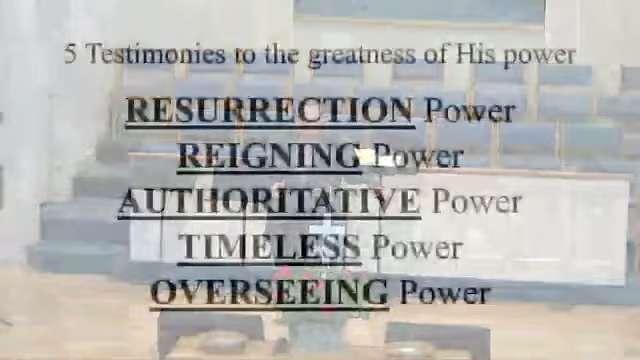 5 Testimonies to the greatness of His power
RESURRECTION Power
REIGNING Power
AUTHORITATIVE Power
TIMELESS Power
OVERSEEING Power